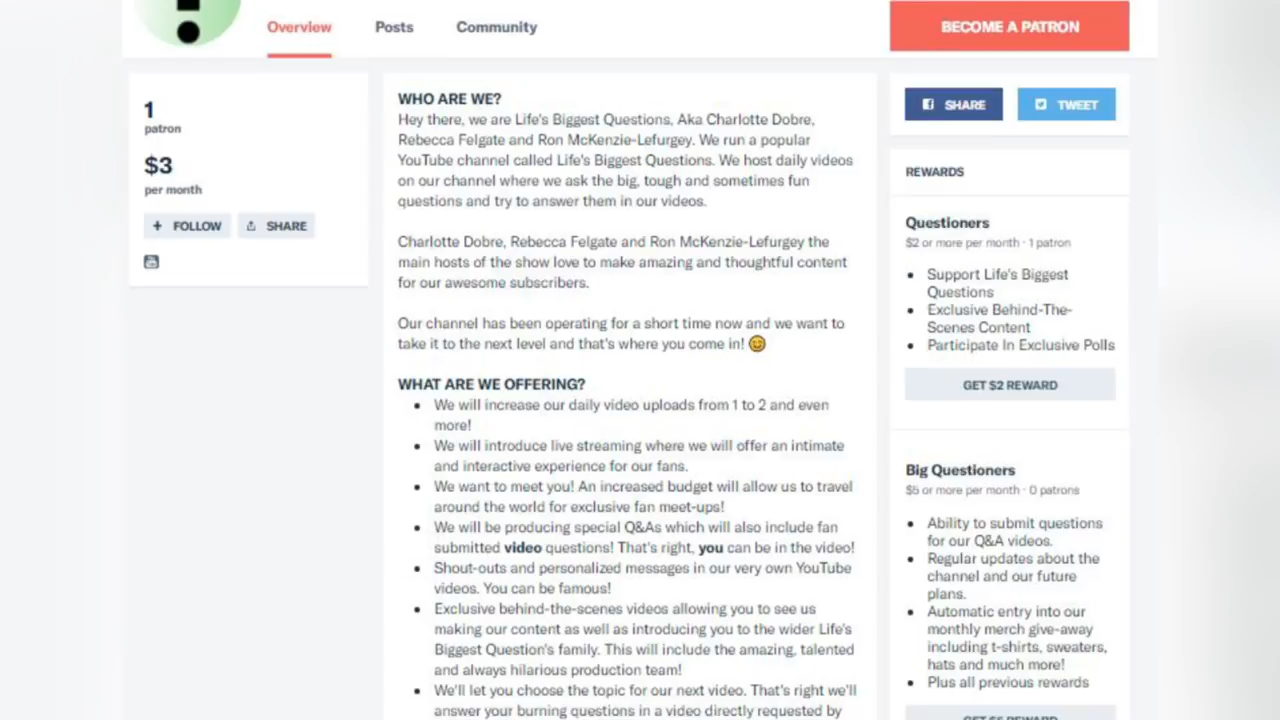 Overview
Posts
Community
BECOME A PATRON
1
patron
$3
per month
+ FOLLOW
SHARE
WHO ARE WE?
Hey there, we are Life's Biggest Questions, Aka Charlotte Dobre,
Rebecca Felgate and Ron McKenzie-Lefurgey. We run a popular
YouTube channel called Life's Biggest Questions. We host daily videos
on our channel where we ask the big, tough and sometimes fun
questions and try to answer them in our videos.
Charlotte Dobre, Rebecca Felgate and Ron McKenzie-Lefurgey the
main hosts of the show love to make amazing and thoughtful content
for our awesome subscribers.
Our channel has been operating for a short time now and we want to
take it to the next level and that's where you come in! 😊
WHAT ARE WE OFFERING?
• We will increase our daily video uploads from 1 to 2 and even
more!
• We will introduce live streaming where we will offer an intimate
and interactive experience for our fans.
• We want to meet you! An increased budget will allow us to travel
around the world for exclusive fan meet-ups!
• We will be producing special Q&As which will also include fan
submitted video questions! That's right, you can be in the video!
• Shout-outs and personalized messages in our very own YouTube
videos. You can be famous!
• Exclusive behind-the-scenes videos allowing you to see us
making our content as well as introducing you to the wider Life's
Biggest Question's family. This will include the amazing, talented
and always hilarious production team!
• We'll let you choose the topic for our next video. That's right we'll
answer your burning questions in a video directly requested by
SHARE
TWEET
REWARDS
Questioners
$2 or more per month · 1 patron
• Support Life's Biggest
Questions
• Exclusive Behind-The-
Scenes Content
• Participate In Exclusive Polls
GET $2 REWARD
Big Questioners
$5 or more per month · 0 patrons
• Ability to submit questions
for our Q&A videos.
• Regular updates about the
channel and our future
plans.
• Automatic entry into our
monthly merch give-away
including t-shirts, sweaters,
hats and much more!
• Plus all previous rewards
GET $5 REWARD